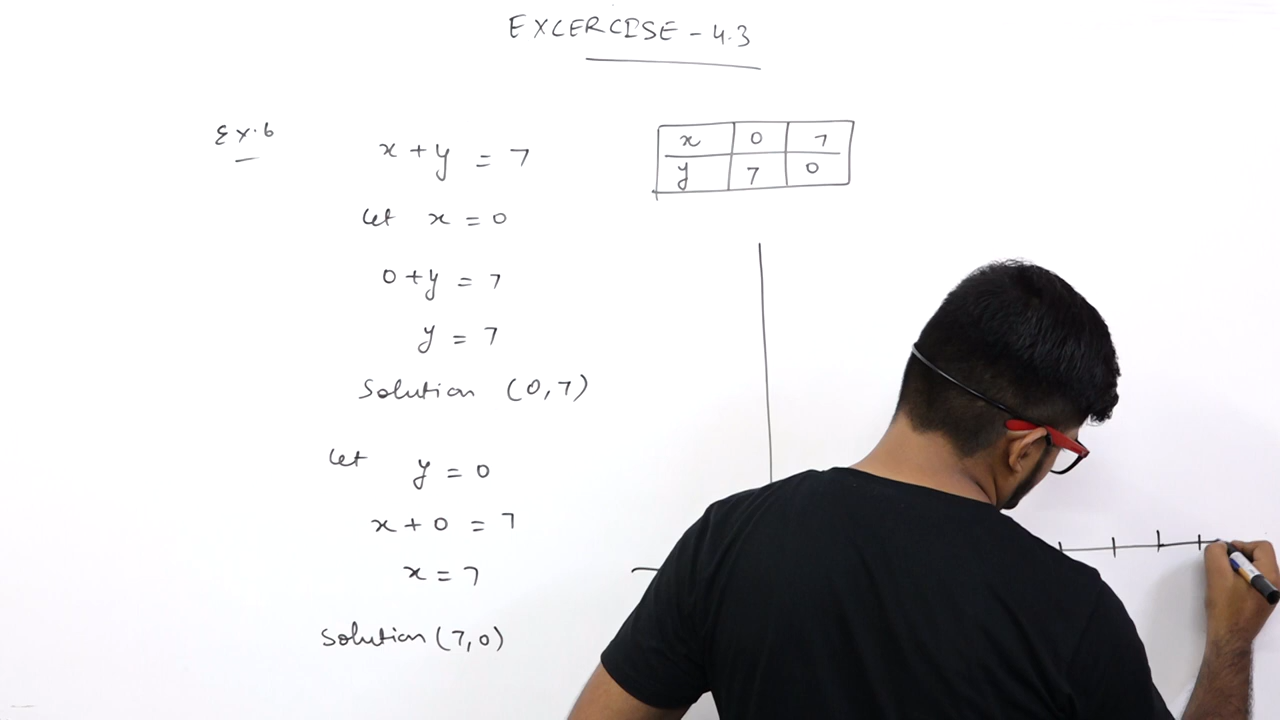 EXCERCISE - 4.3
Ex.6
x + y = 7
let x = 0
0 + y = 7
y = 7
Solution (0,7)
let y = 0
x + 0 = 7
x = 7
Solution (7,0)
x 0 7
y 7 0